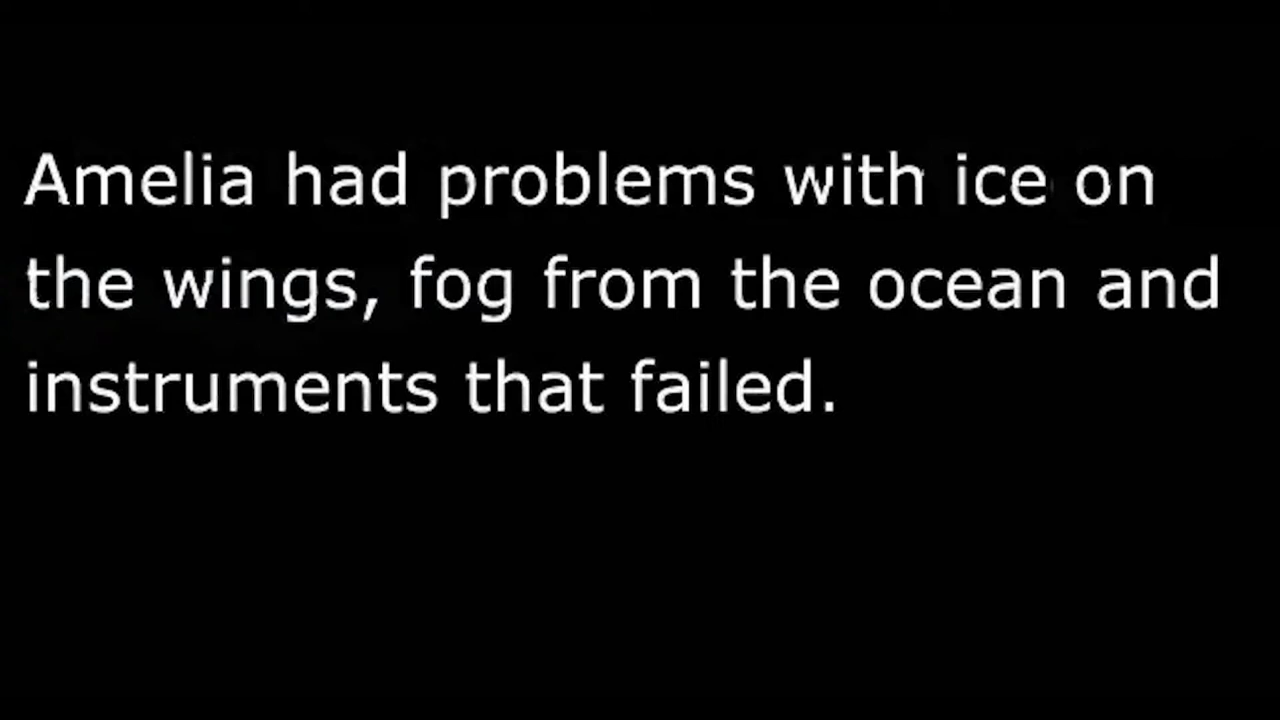 Amelia had problems with ice on
the wings, fog from the ocean and
instruments that failed.